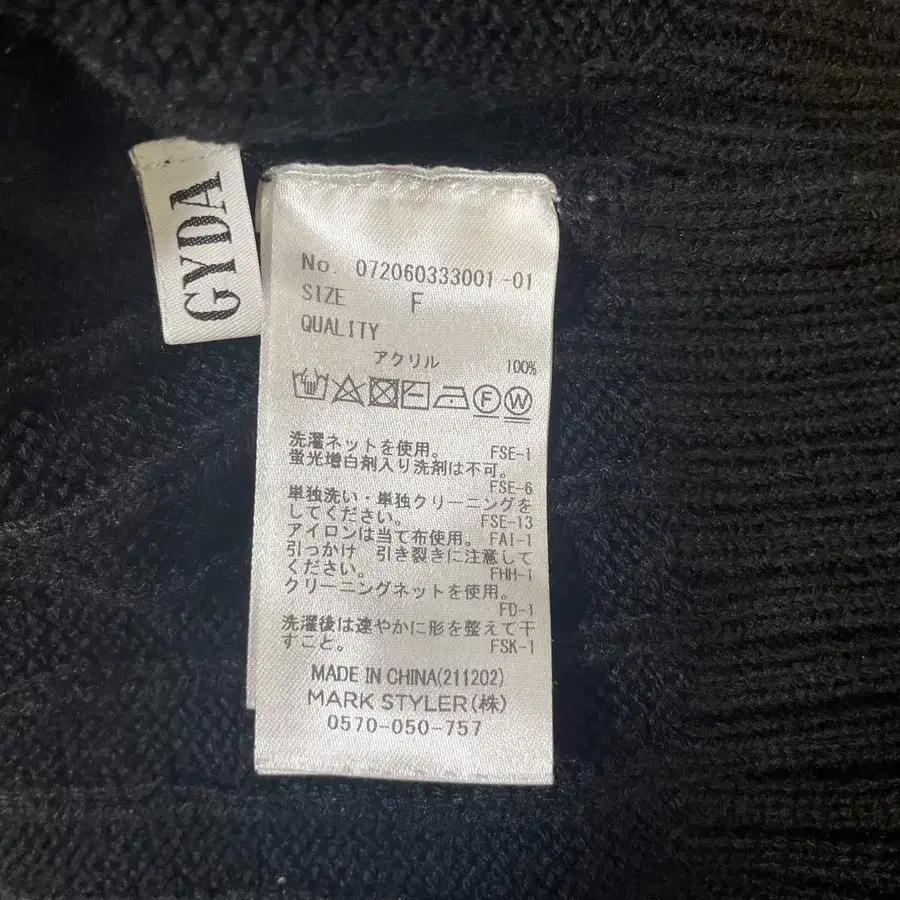 GYDA
No. 072060333001-01
SIZE F
QUALITY
アクリル 100%
F W
洗濯ネットを使用。 FSE-1
蛍光増白剤入り洗剤は不可。
FSE-6
単独洗い・単独クリーニングを
してください。 FSE-13
アイロンは当て布使用。 FAI-1
引っかけ 引き裂きに注意して
ください。 FHH-1
クリーニングネットを使用。
FD-1
洗濯後は速やかに形を整えて干
すこと。 FSK-1
MADE IN CHINA(211202)
MARK STYLER(株)
0570-050-757